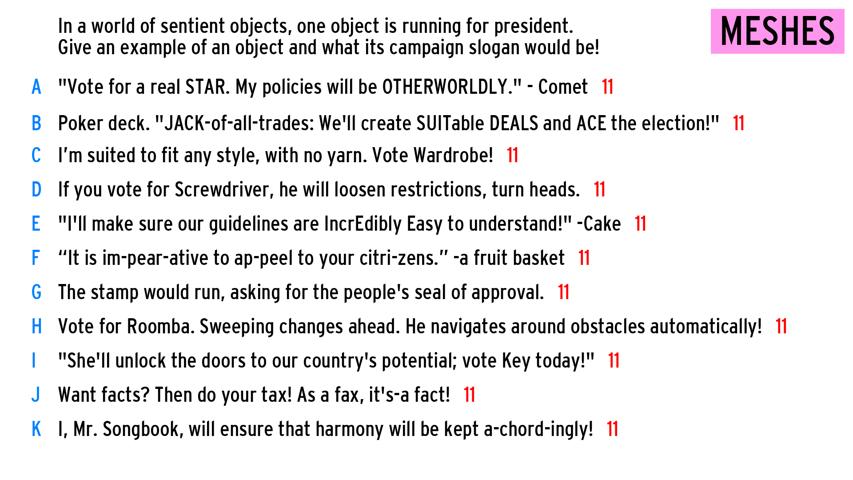 In a world of sentient objects, one object is running for president.
Give an example of an object and what its campaign slogan would be!
MESHES
A "Vote for a real STAR. My policies will be OTHERWORLDLY." - Comet 11
B Poker deck. "JACK-of-all-trades: We'll create SUITable DEALS and ACE the election!" 11
C I’m suited to fit any style, with no yarn. Vote Wardrobe! 11
D If you vote for Screwdriver, he will loosen restrictions, turn heads. 11
E "I'll make sure our guidelines are IncrEdibly Easy to understand!" -Cake 11
F “It is im-pear-ative to ap-peel to your citri-zens.” -a fruit basket 11
G The stamp would run, asking for the people's seal of approval. 11
H Vote for Roomba. Sweeping changes ahead. He navigates around obstacles automatically! 11
I "She'll unlock the doors to our country's potential; vote Key today!" 11
J Want facts? Then do your tax! As a fax, it's-a fact! 11
K I, Mr. Songbook, will ensure that harmony will be kept a-chord-ingly! 11